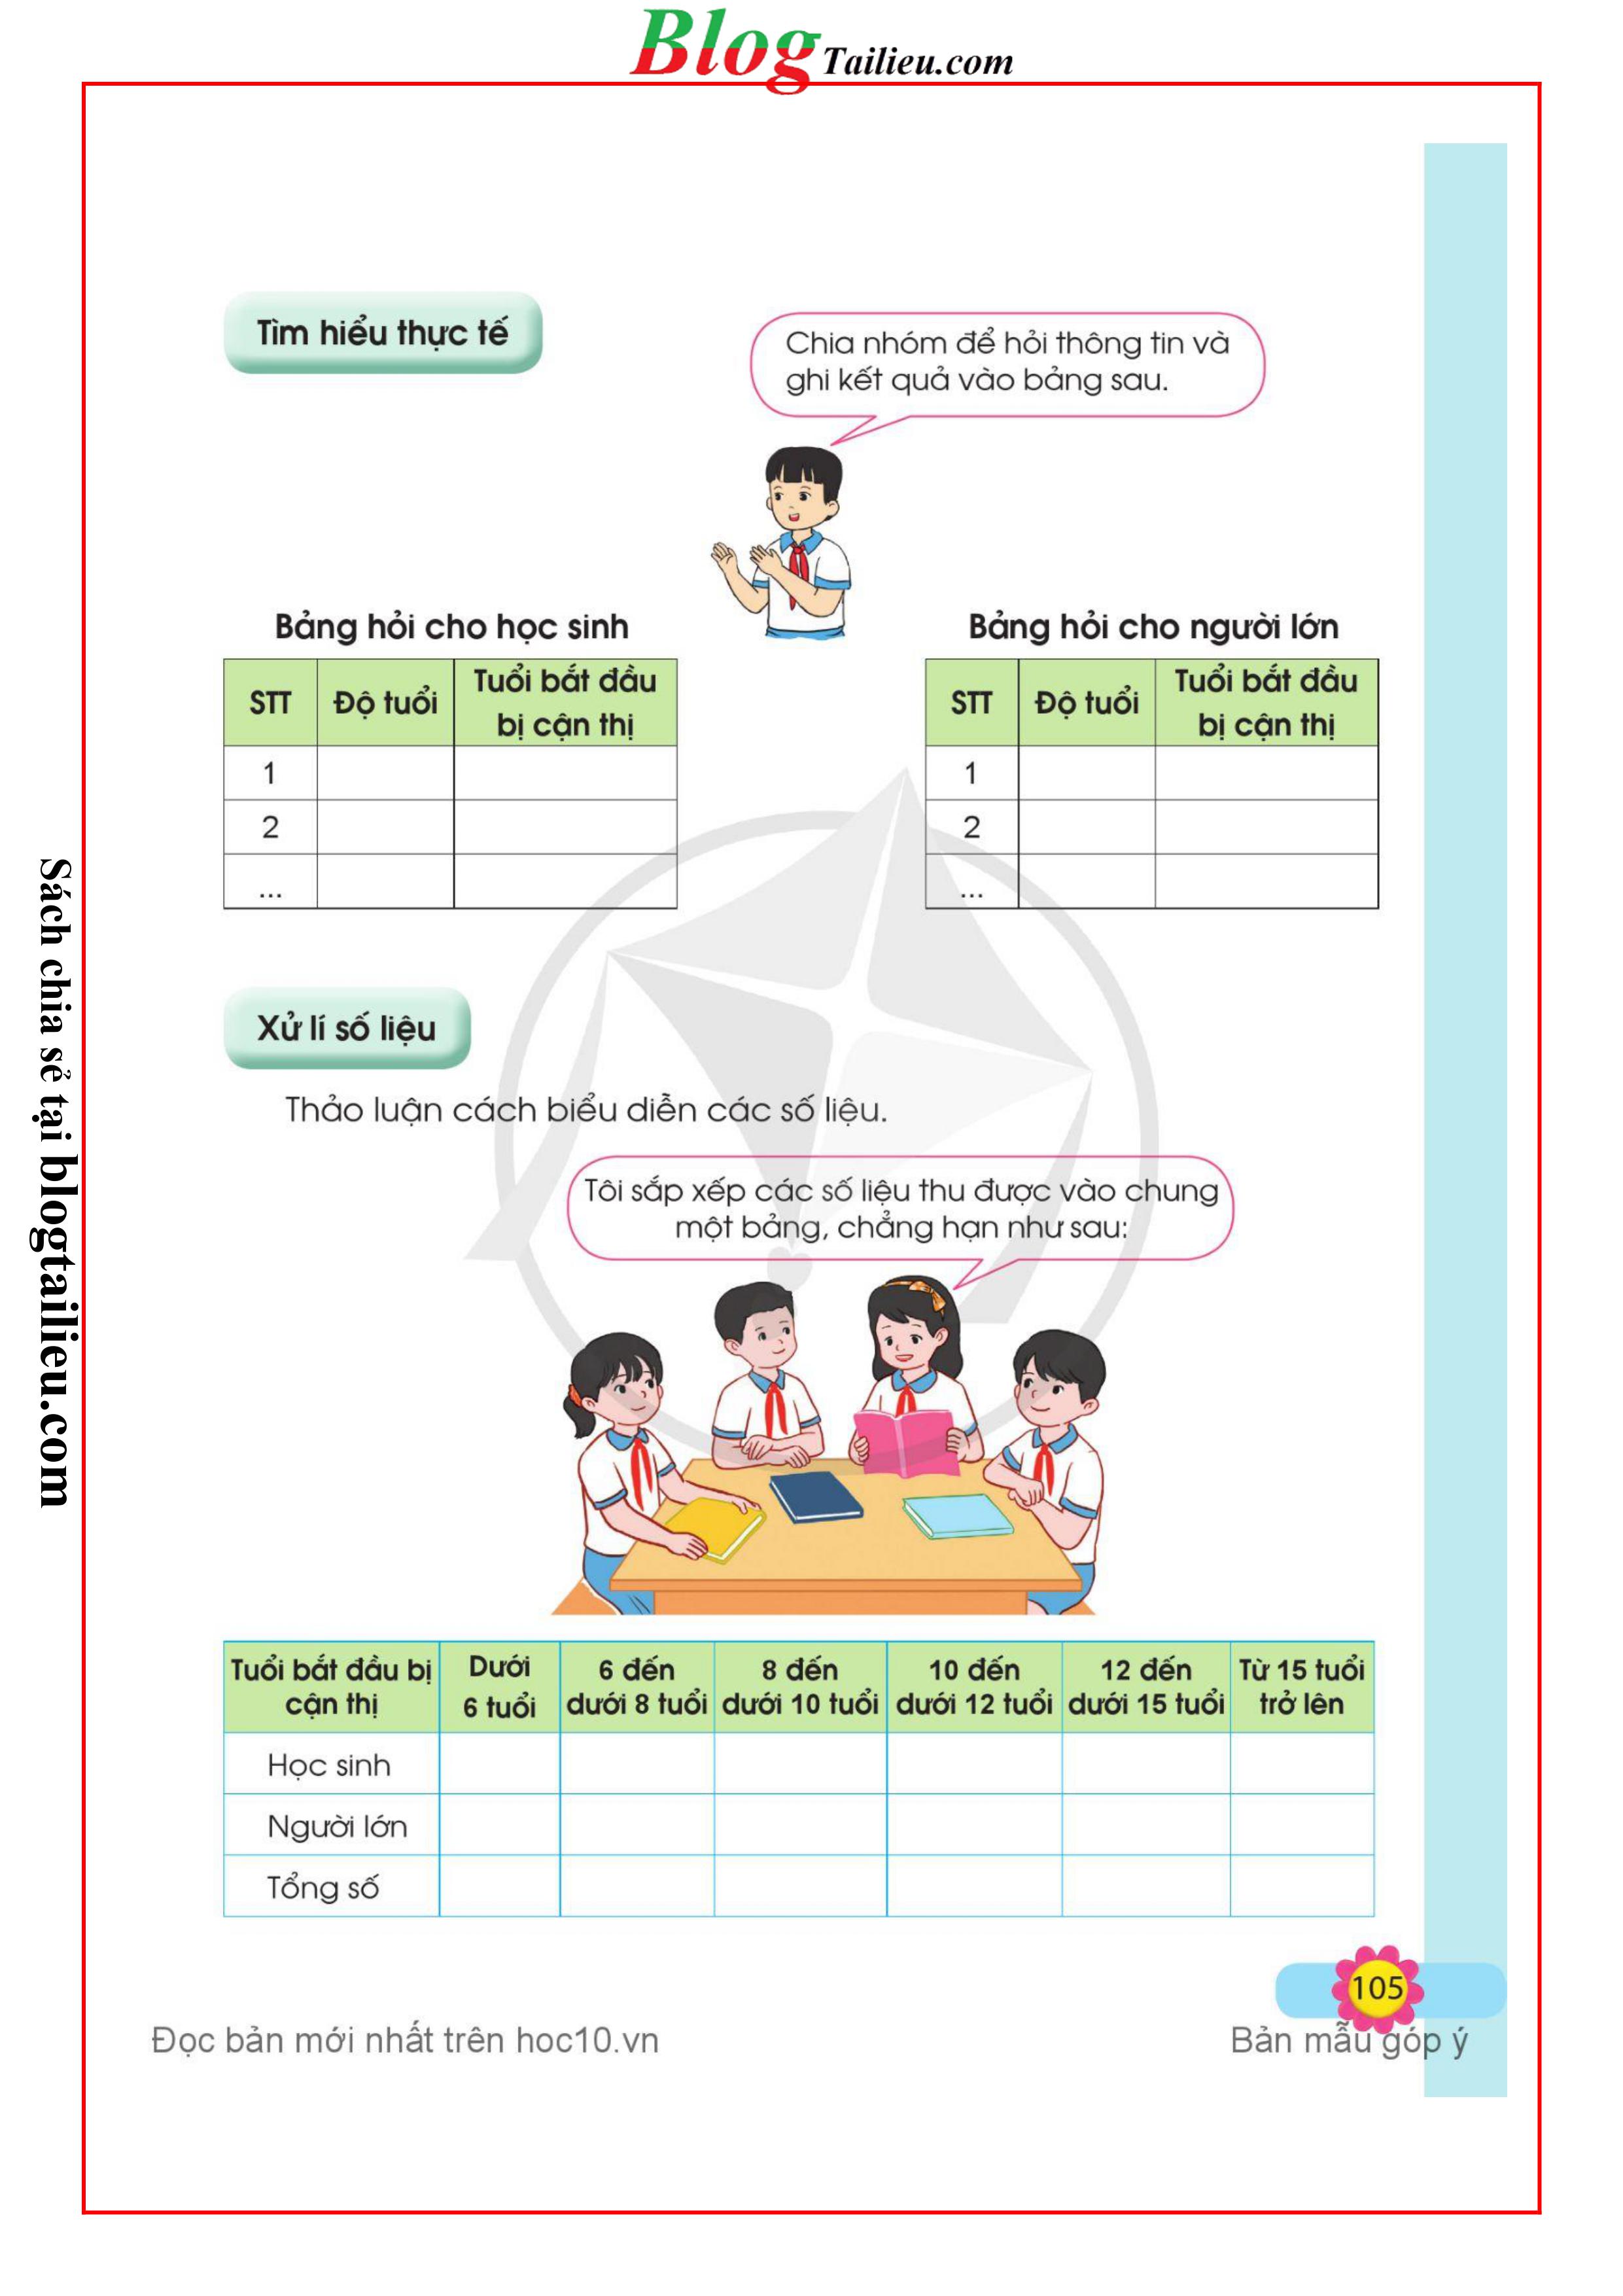 Blog Tailieu.com
Tìm hiểu thực tế
Chia nhóm để hỏi thông tin và
ghi kết quả vào bảng sau.
Bảng hỏi cho học sinh
STT Độ tuổi Tuổi bắt đầu bị cận thị
1
2
...
Bảng hỏi cho người lớn
STT Độ tuổi Tuổi bắt đầu bị cận thị
1
2
...
Xử lí số liệu
Thảo luận cách biểu diễn các số liệu.
Tôi sắp xếp các số liệu thu được vào chung
một bảng, chẳng hạn như sau:
Tuổi bắt đầu bị cận thị Dưới 6 tuổi 6 đến dưới 8 tuổi 8 đến dưới 10 tuổi 10 đến dưới 12 tuổi 12 đến dưới 15 tuổi Từ 15 tuổi trở lên
Học sinh
Người lớn
Tổng số
105
Đọc bản mới nhất trên hoc10.vn
Bản mẫu góp ý
Sách chia sẻ tại blogtailieu.com